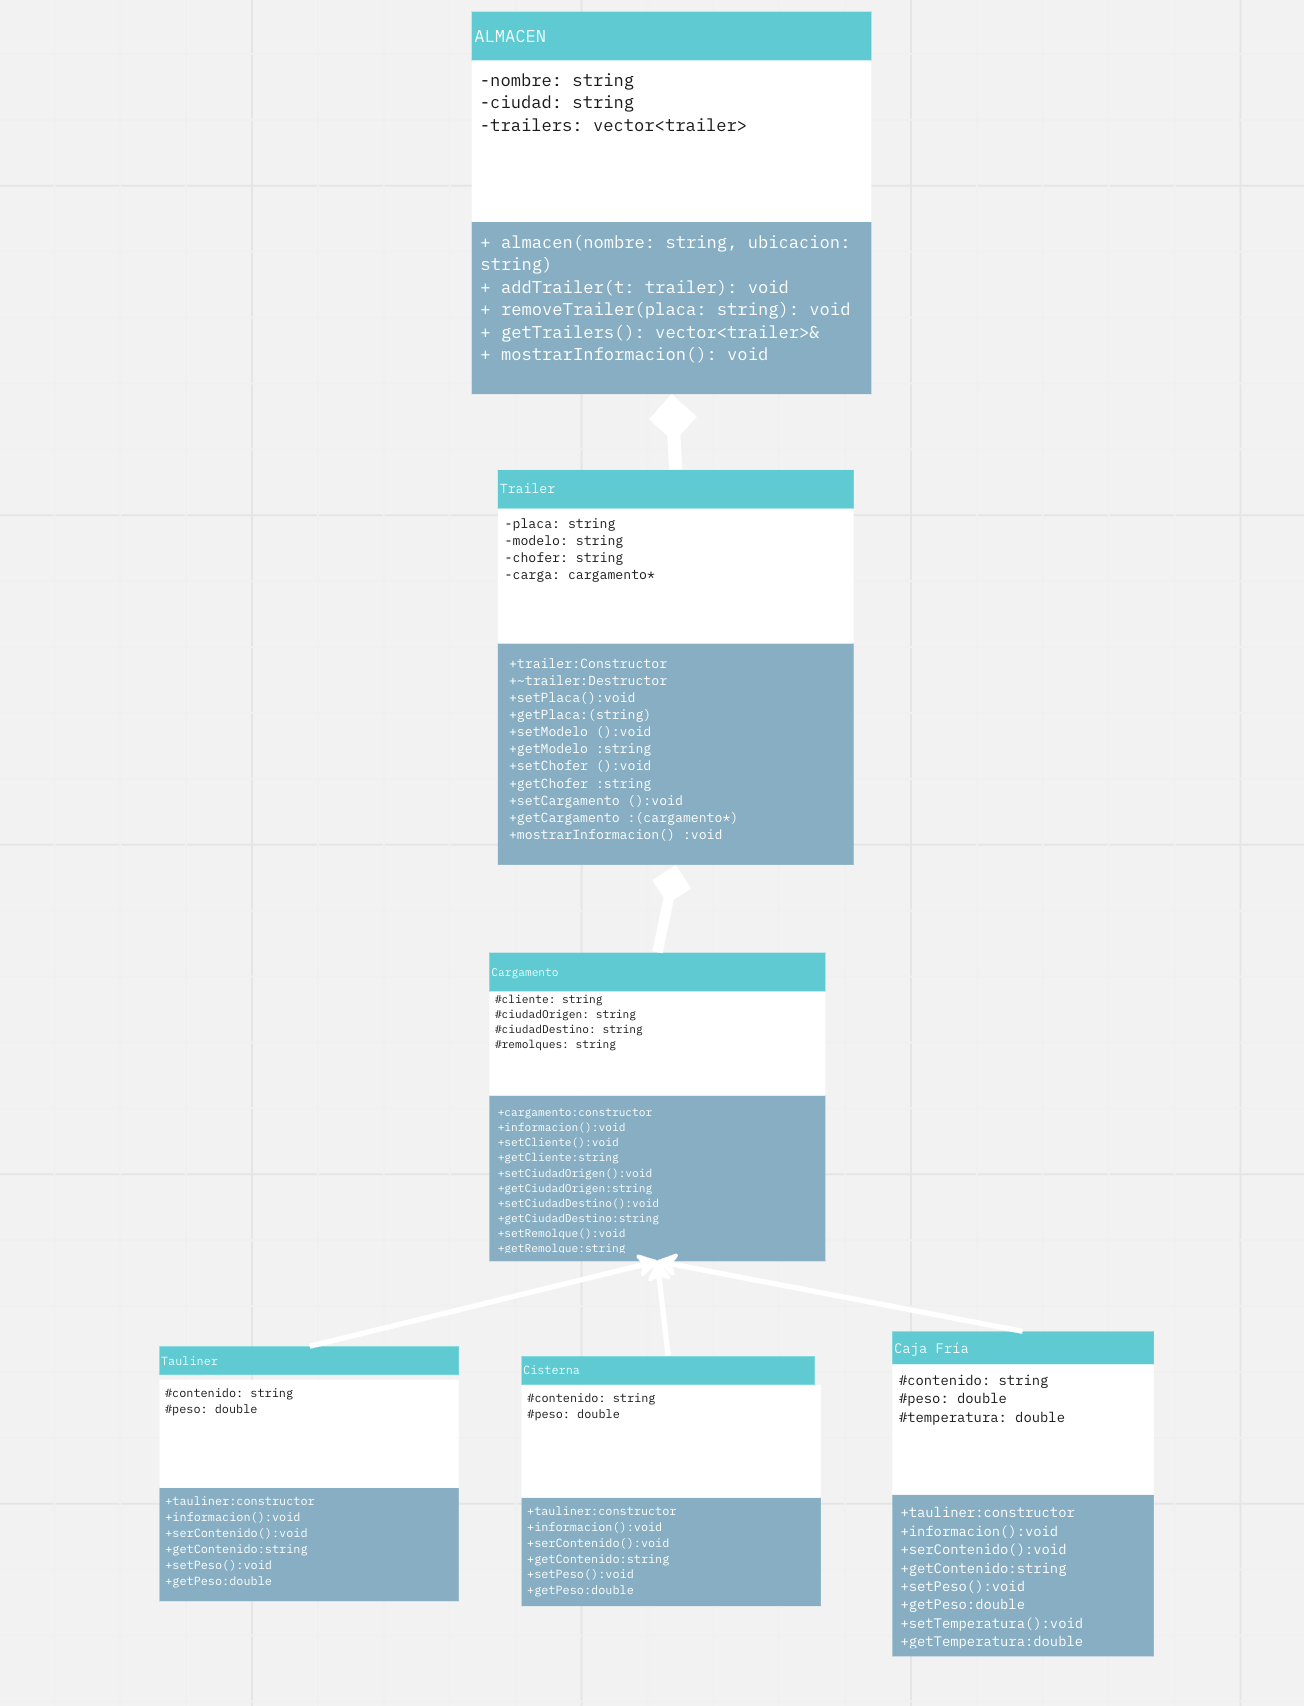 ALMACEN
-nombre: string
-ciudad: string
-trailers: vector<trailer>
+ almacen(nombre: string, ubicacion:
string)
+ addTrailer(t: trailer): void
+ removeTrailer(placa: string): void
+ getTrailers(): vector<trailer>&
+ mostrarInformacion(): void
Trailer
-placa: string
-modelo: string
-chofer: string
-carga: cargamento*
+trailer:Constructor
+~trailer:Destructor
+setPlaca():void
+getPlaca:(string)
+setModelo ():void
+getModelo :string
+setChofer ():void
+getChofer :string
+setCargamento ():void
+getCargamento :(cargamento*)
+mostrarInformacion() :void
Cargamento
#cliente: string
#ciudadOrigen: string
#ciudadDestino: string
#remolques: string
+cargamento:constructor
+informacion():void
+setCliente():void
+getCliente:string
+setCiudadOrigen():void
+getCiudadOrigen:string
+setCiudadDestino():void
+getCiudadDestino:string
+setRemolque():void
+getRemolque:string
Tauliner
#contenido: string
#peso: double
+tauliner:constructor
+informacion():void
+serContenido():void
+getContenido:string
+setPeso():void
+getPeso:double
Cisterna
#contenido: string
#peso: double
+tauliner:constructor
+informacion():void
+serContenido():void
+getContenido:string
+setPeso():void
+getPeso:double
Caja Fría
#contenido: string
#peso: double
#temperatura: double
+tauliner:constructor
+informacion():void
+serContenido():void
+getContenido:string
+setPeso():void
+getPeso:double
+setTemperatura():void
+getTemperatura:double